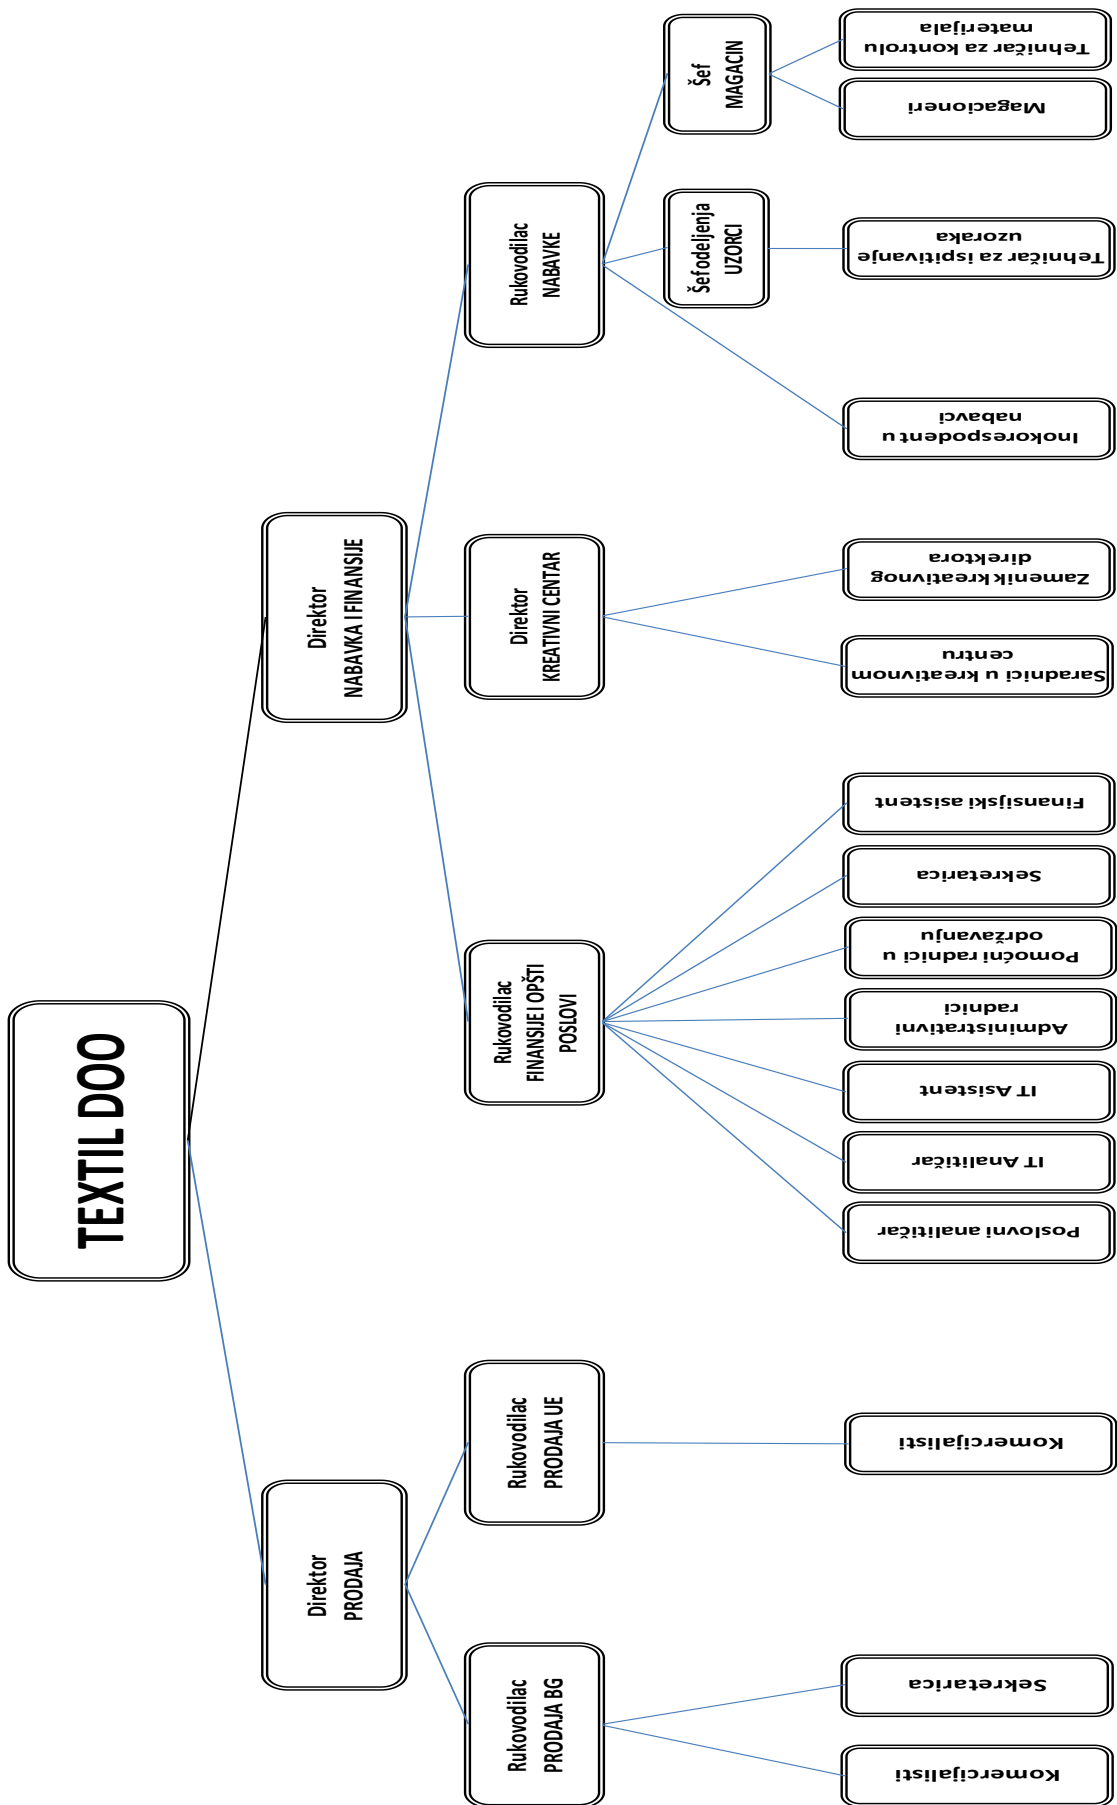 TEXTIL DOO
Direktor
PRODAJA
Direktor
NABAVKA I FINANSIJE
Rukovodilac
PRODAJA BG
Rukovodilac
PRODAJA UE
Rukovodilac
FINANSIJE I OPŠTI
POSLOVI
Direktor
KREATIVNI CENTAR
Rukovodilac
NABAVKE
Šef odeljenja
UZORCI
Šef
MAGACIN
Komercijalisti
Sekretarica
Komercijalisti
Poslovni analitičar
IT Analitičar
IT Asistent
Administrativni
radnici
Pomoćni radnici u
održavanju
Sekretarica
Finansijski asistent
Saradnici u kreativnom
centru
Zamenik kreativnog
direktora
Inokorespodent u
nabavci
Tehničar za ispitivanje
uzoraka
Magacioneri
Tehničar za kontrolu
materijala